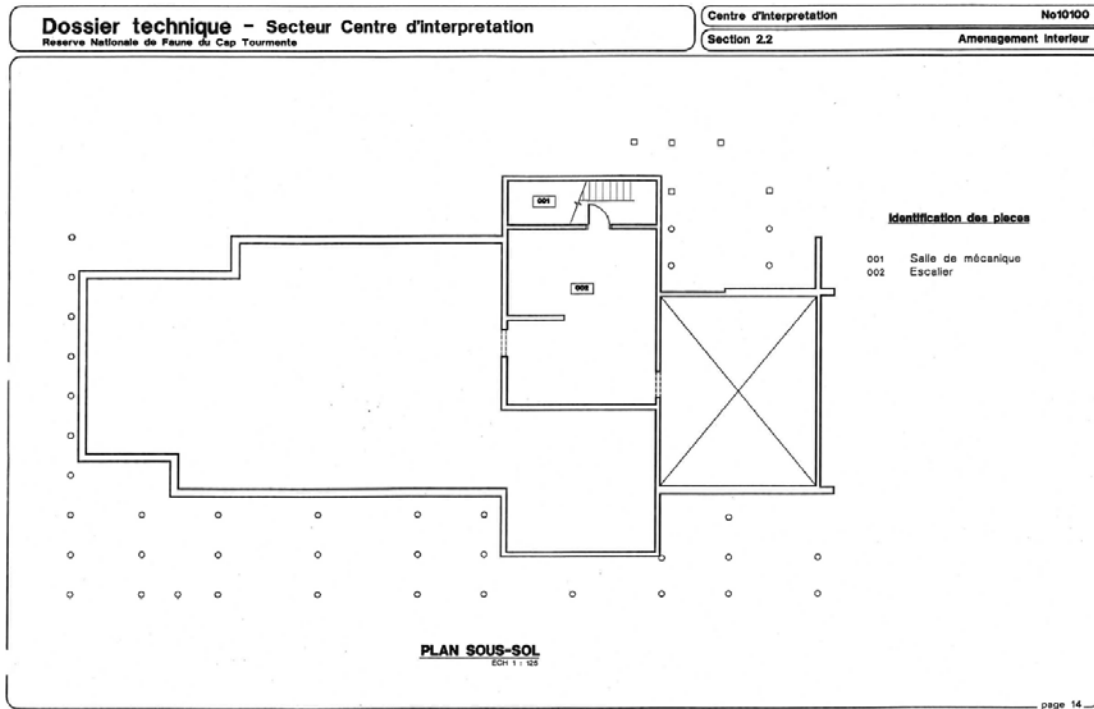 Dossier technique - Secteur Centre d'interpretation
Reserve Nationale de Faune du Cap Tourmente
Centre d'interpretation No10100
Section 2.2 Amenagement interieur
001
Identification des pieces
001 Salle de mécanique
002 Escalier
002
PLAN SOUS-SOL
ECH 1 : 125
page 14